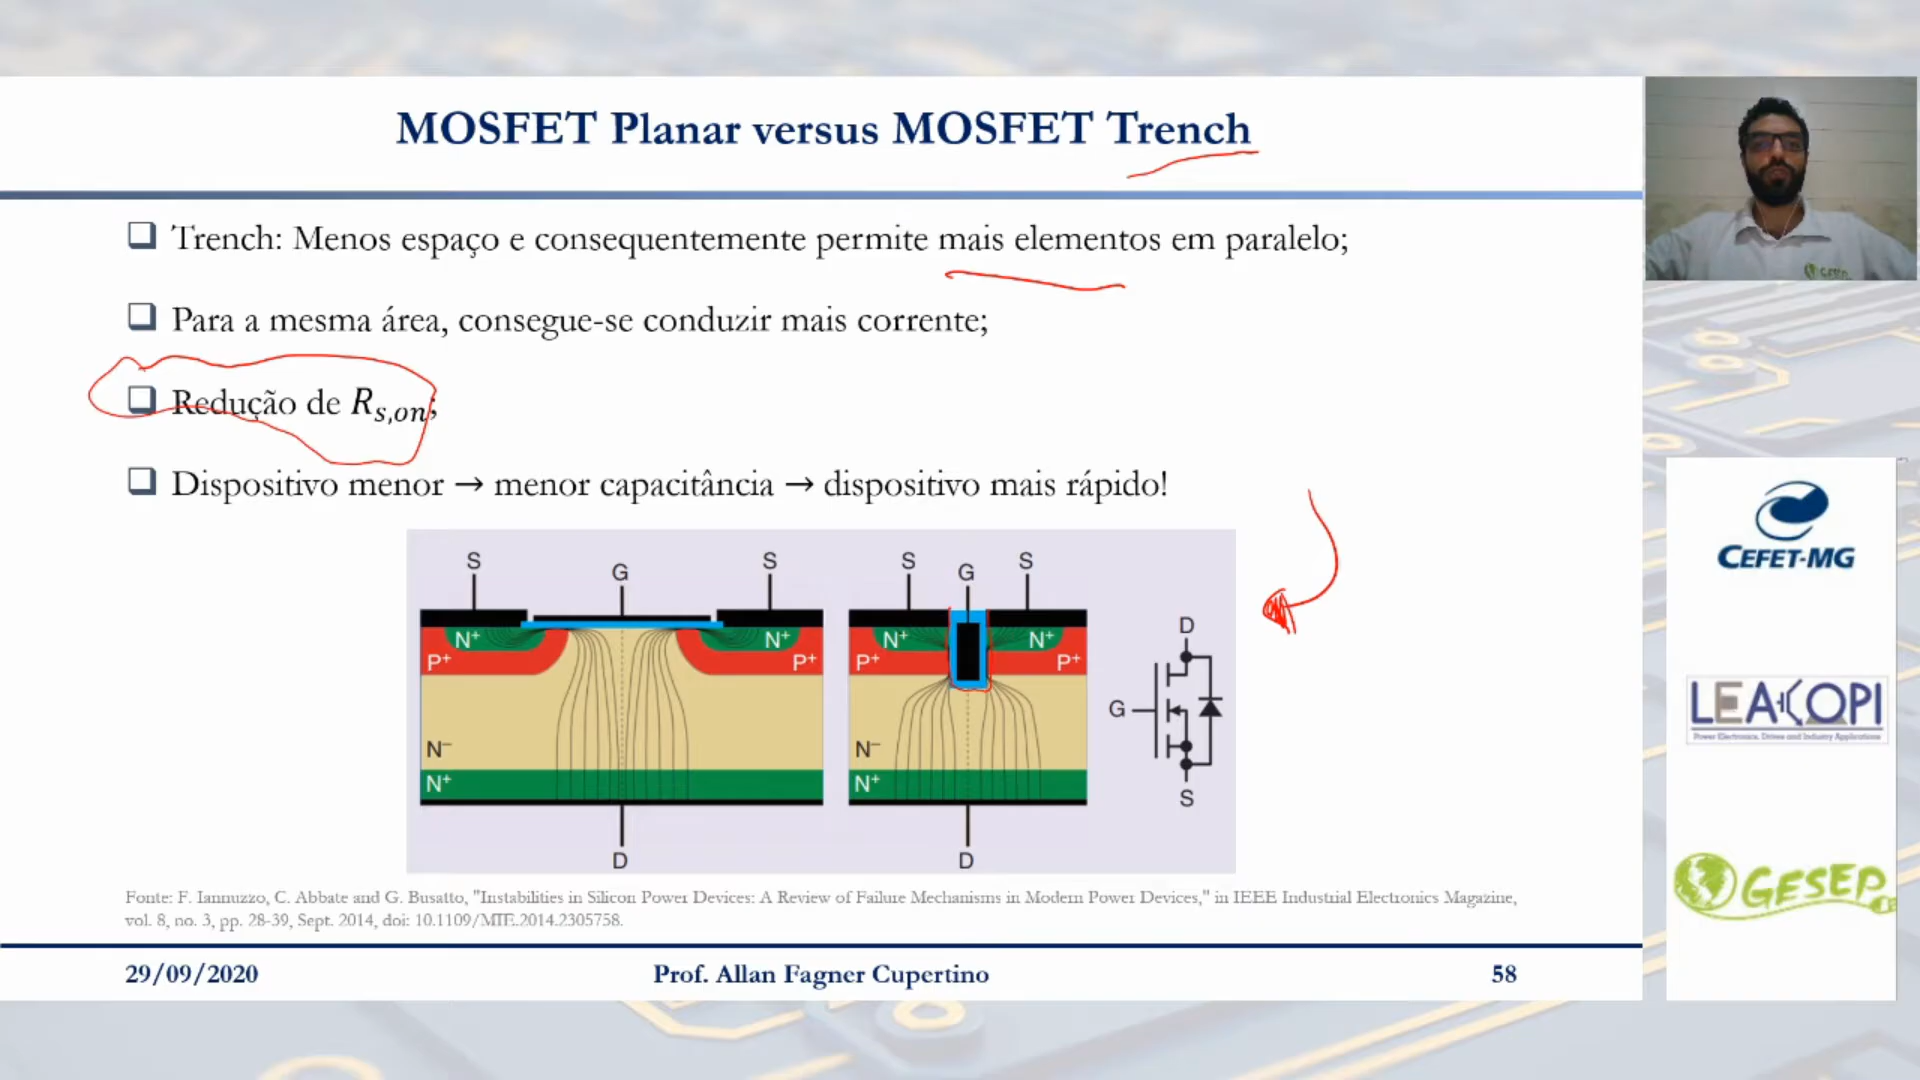 MOSFET Planar versus MOSFET Trench
Trench: Menos espaço e consequentemente permite mais elementos em paralelo;
Para a mesma área, consegue-se conduzir mais corrente;
Redução de Rs,on;
Dispositivo menor → menor capacitância → dispositivo mais rápido!
S G S
N+ N+
P+ P+
N−
N+
D
S G S
N+ N+
P+ P+
N−
N+
D
D
G
S
Fonte: F. Iannuzzo, C. Abbate and G. Busatto, "Instabilities in Silicon Power Devices: A Review of Failure Mechanisms in Modern Power Devices," in IEEE Industrial Electronics Magazine,
vol. 8, no. 3, pp. 28-39, Sept. 2014, doi: 10.1109/MIE.2014.2305758.
29/09/2020 Prof. Allan Fagner Cupertino 58
GESEP
CEFET-MG
LEACOPI
Power Electronics, Drives and Industry Applications
GESEP